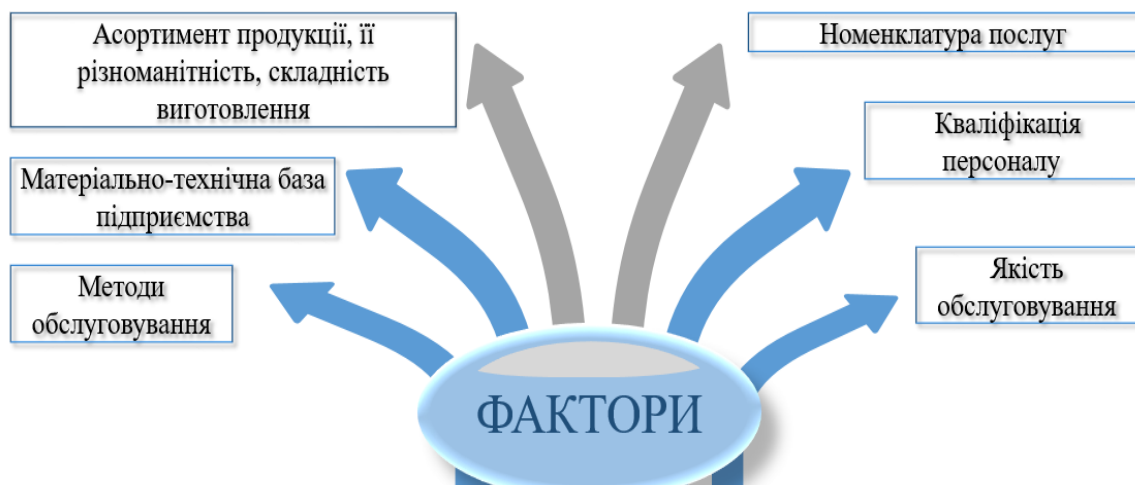 Асортимент продукції, її
різноманітність, складність
виготовлення
Номенклатура послуг
Кваліфікація
персоналу
Матеріально-технічна база
підприємства
Методи
обслуговування
Якість
обслуговування
ФАКТОРИ